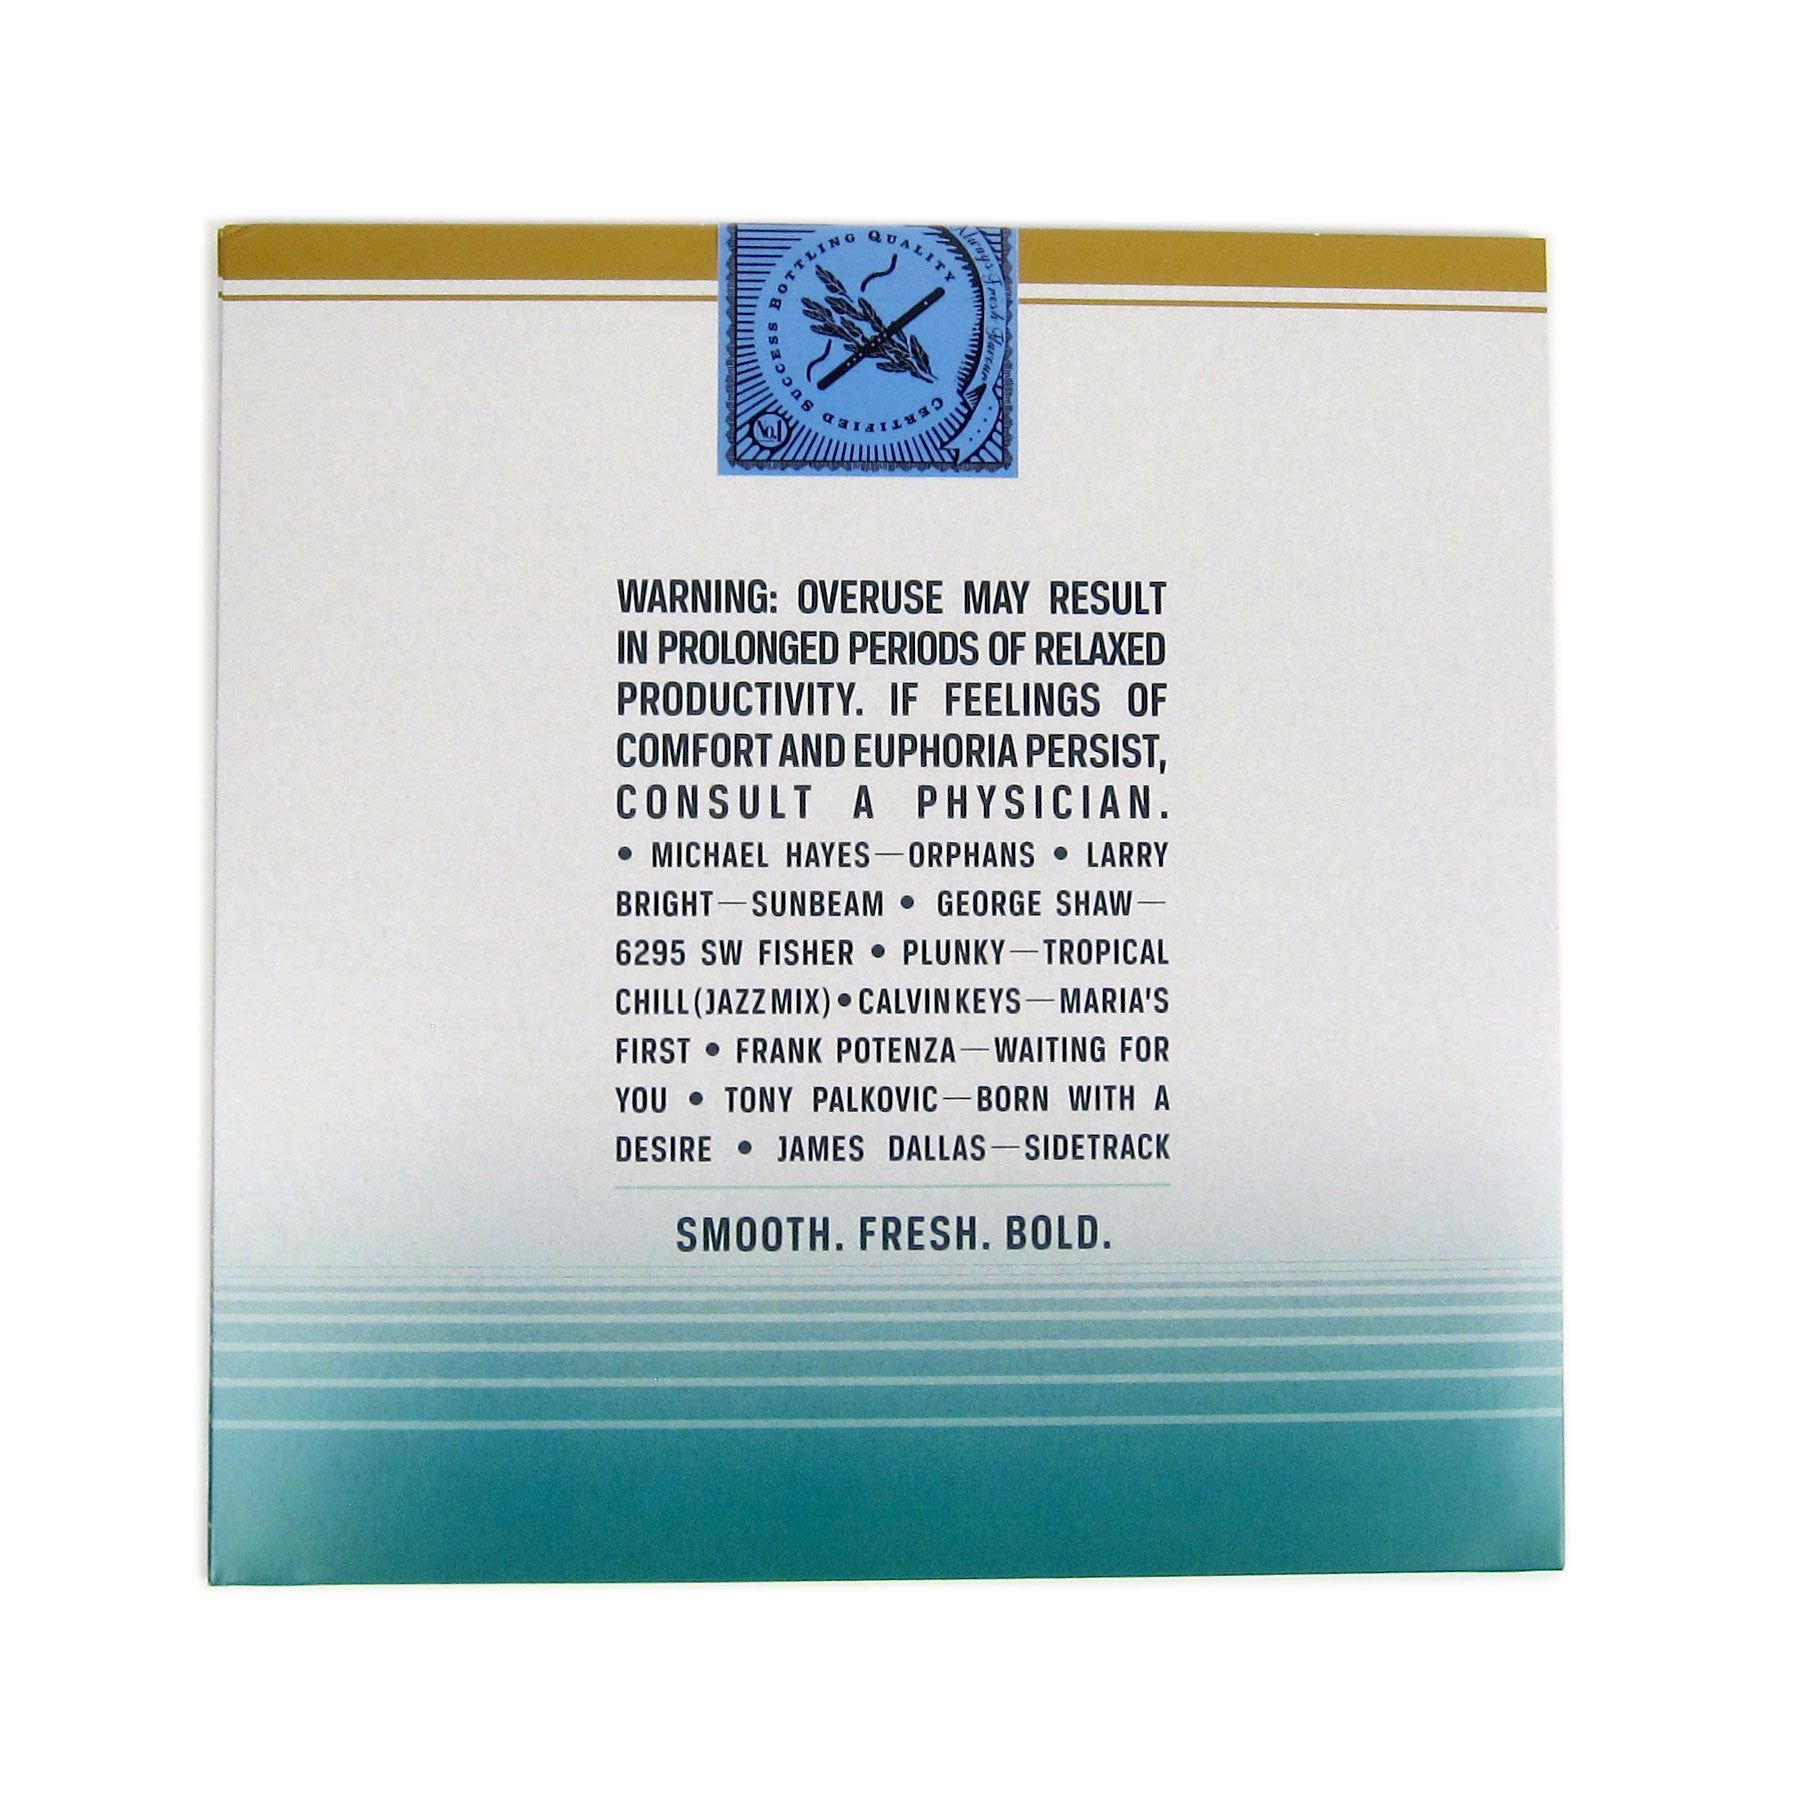 CERTIFIED SUCCESS BOTTLING QUALITY
Always Fresh Flavour
No.1
WARNING: OVERUSE MAY RESULT
IN PROLONGED PERIODS OF RELAXED
PRODUCTIVITY. IF FEELINGS OF
COMFORT AND EUPHORIA PERSIST,
CONSULT A PHYSICIAN.
• MICHAEL HAYES—ORPHANS • LARRY
BRIGHT—SUNBEAM • GEORGE SHAW—
6295 SW FISHER • PLUNKY—TROPICAL
CHILL (JAZZ MIX) • CALVIN KEYS—MARIA'S
FIRST • FRANK POTENZA—WAITING FOR
YOU • TONY PALKOVIC—BORN WITH A
DESIRE • JAMES DALLAS—SIDETRACK
SMOOTH. FRESH. BOLD.